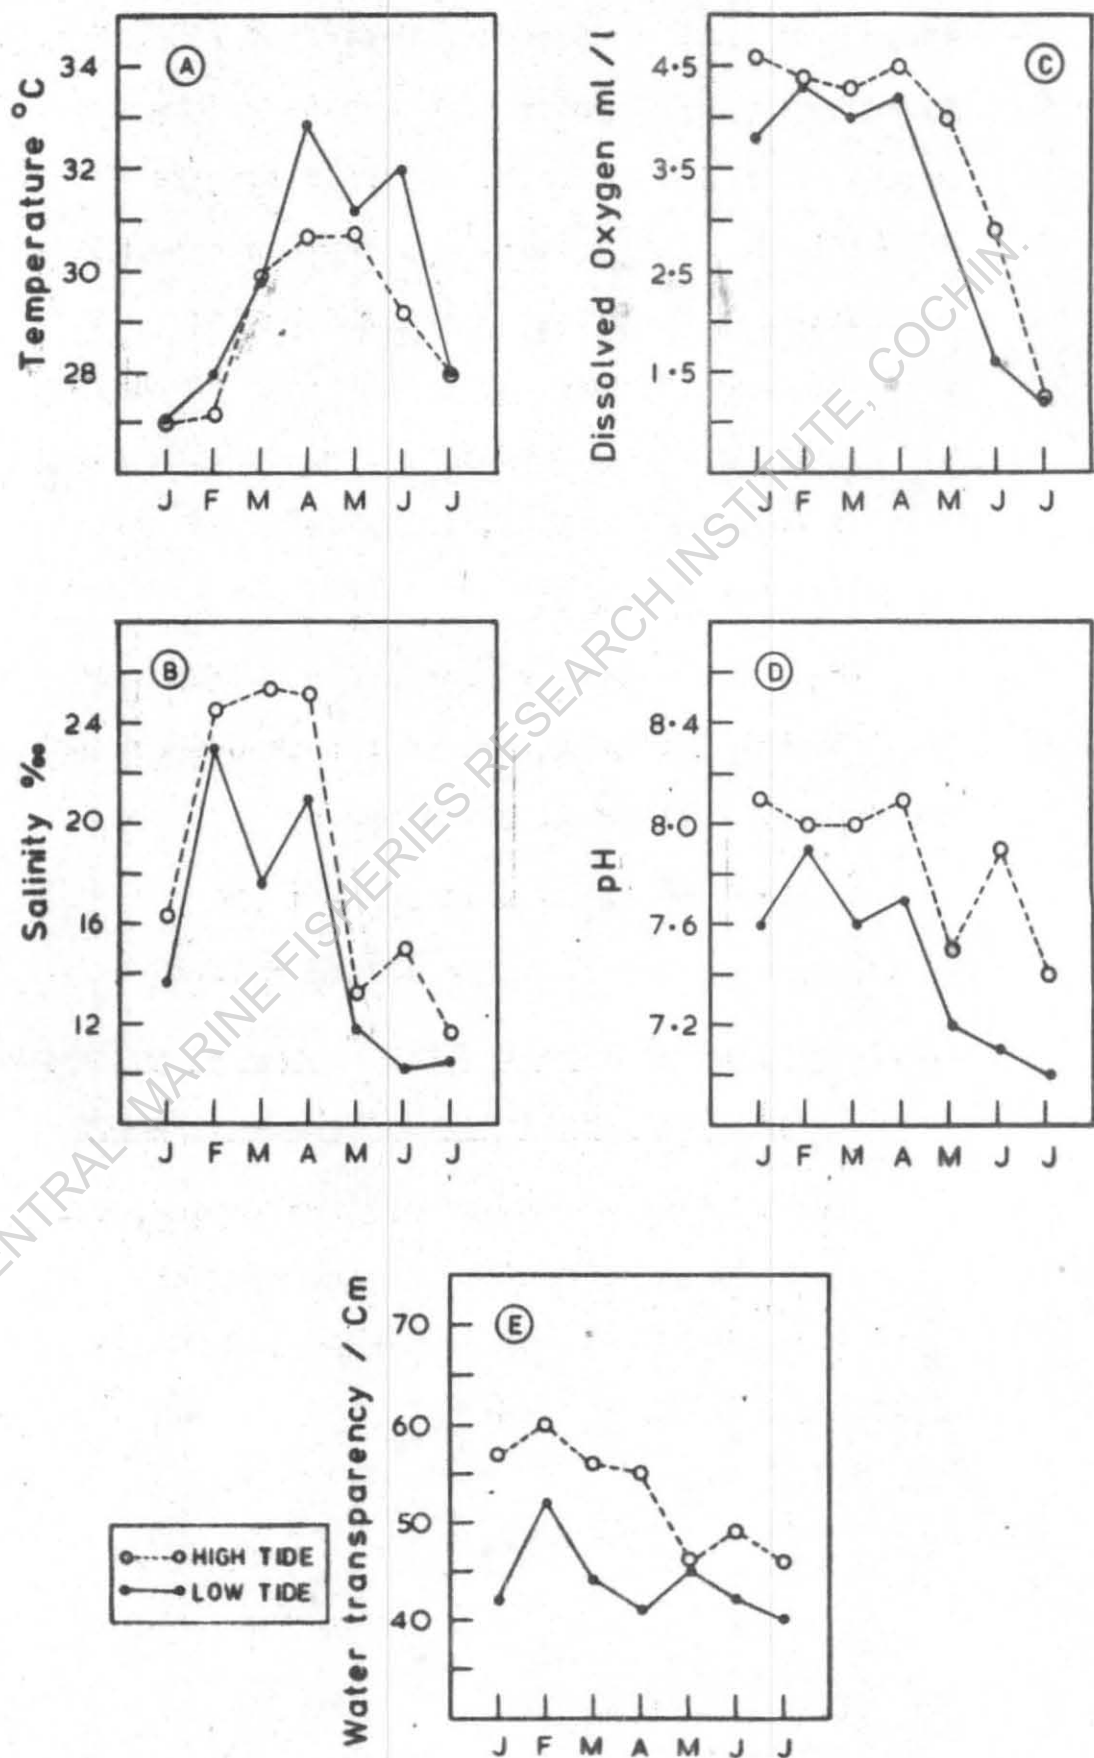 A
Temperature °C
34
32
30
28
J F M A M J J
C
Dissolved Oxygen ml/l
4·5
3·5
2·5
1·5
J F M A M J J
B
Salinity ‰
24
20
16
12
J F M A M J J
D
pH
8·4
8·0
7·6
7·2
J F M A M J J
E
Water transparency / Cm
70
60
50
40
J F M A M J J
HIGH TIDE
LOW TIDE
CENTRAL MARINE FISHERIES RESEARCH INSTITUTE, COCHIN.